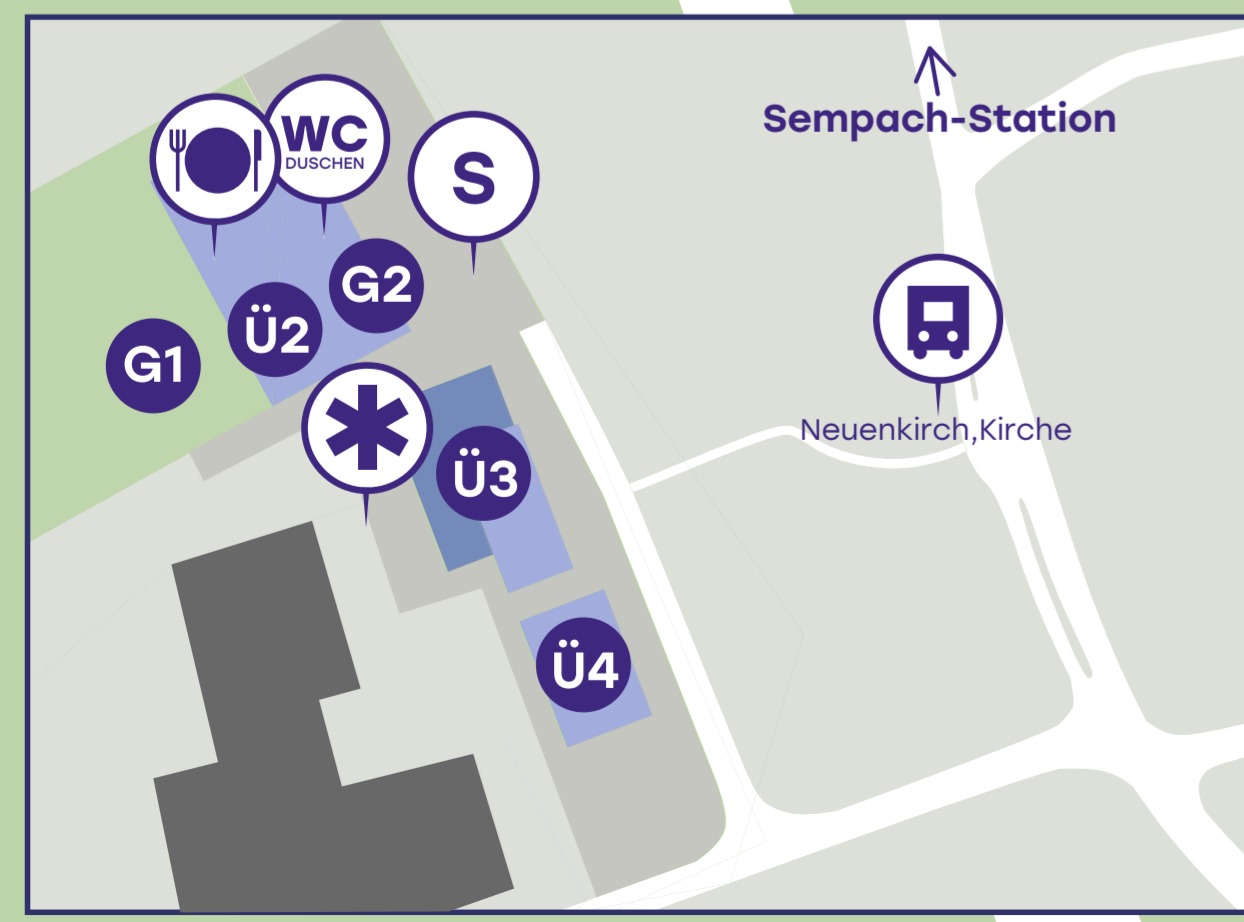 Sempach-Station
WC
DUSCHEN
S
G2
Ü2
G1
Neuenkirch,Kirche
Ü3
Ü4